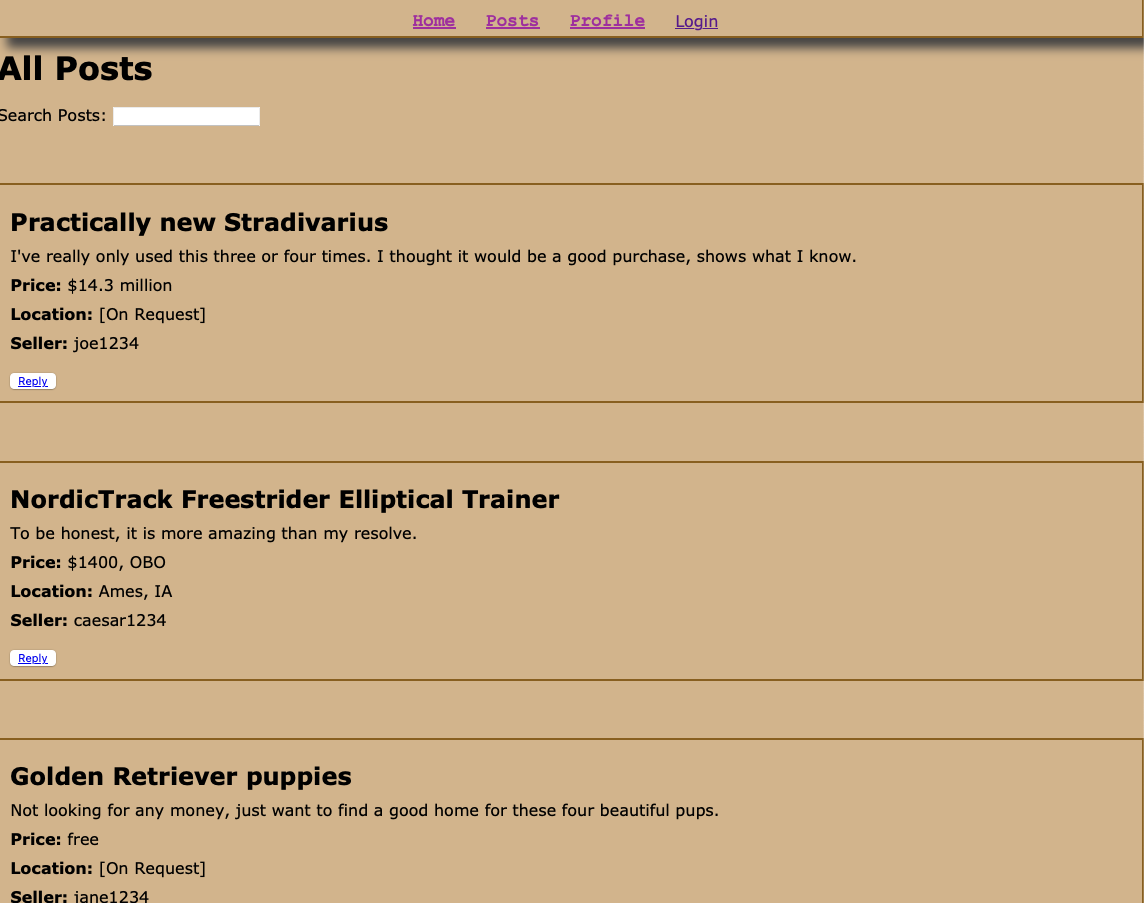 Home Posts Profile Login
All Posts
Search Posts:
Practically new Stradivarius
I've really only used this three or four times. I thought it would be a good purchase, shows what I know.
Price: $14.3 million
Location: [On Request]
Seller: joe1234
Reply
NordicTrack Freestrider Elliptical Trainer
To be honest, it is more amazing than my resolve.
Price: $1400, OBO
Location: Ames, IA
Seller: caesar1234
Reply
Golden Retriever puppies
Not looking for any money, just want to find a good home for these four beautiful pups.
Price: free
Location: [On Request]
Seller: jane1234